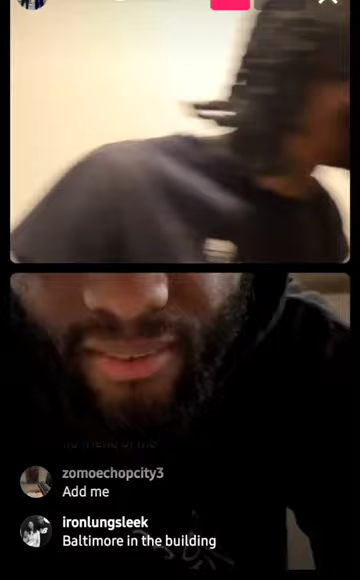 zomoechopcity3
Add me
ironlungsleek
Baltimore in the building